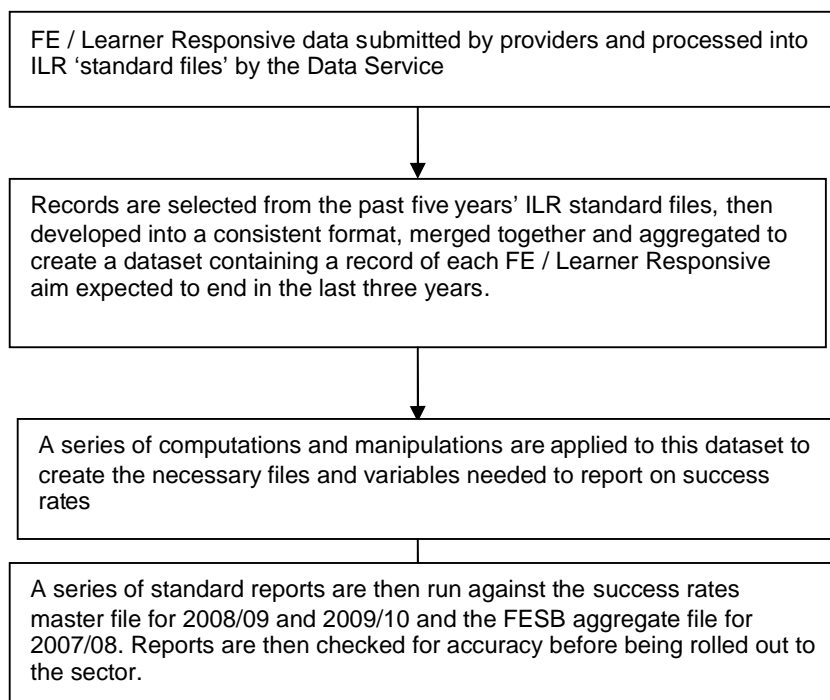 FE / Learner Responsive data submitted by providers and processed into
ILR ‘standard files’ by the Data Service
Records are selected from the past five years’ ILR standard files, then
developed into a consistent format, merged together and aggregated to
create a dataset containing a record of each FE / Learner Responsive
aim expected to end in the last three years.
A series of computations and manipulations are applied to this dataset to
create the necessary files and variables needed to report on success
rates
A series of standard reports are then run against the success rates
master file for 2008/09 and 2009/10 and the FESB aggregate file for
2007/08. Reports are then checked for accuracy before being rolled out to
the sector.